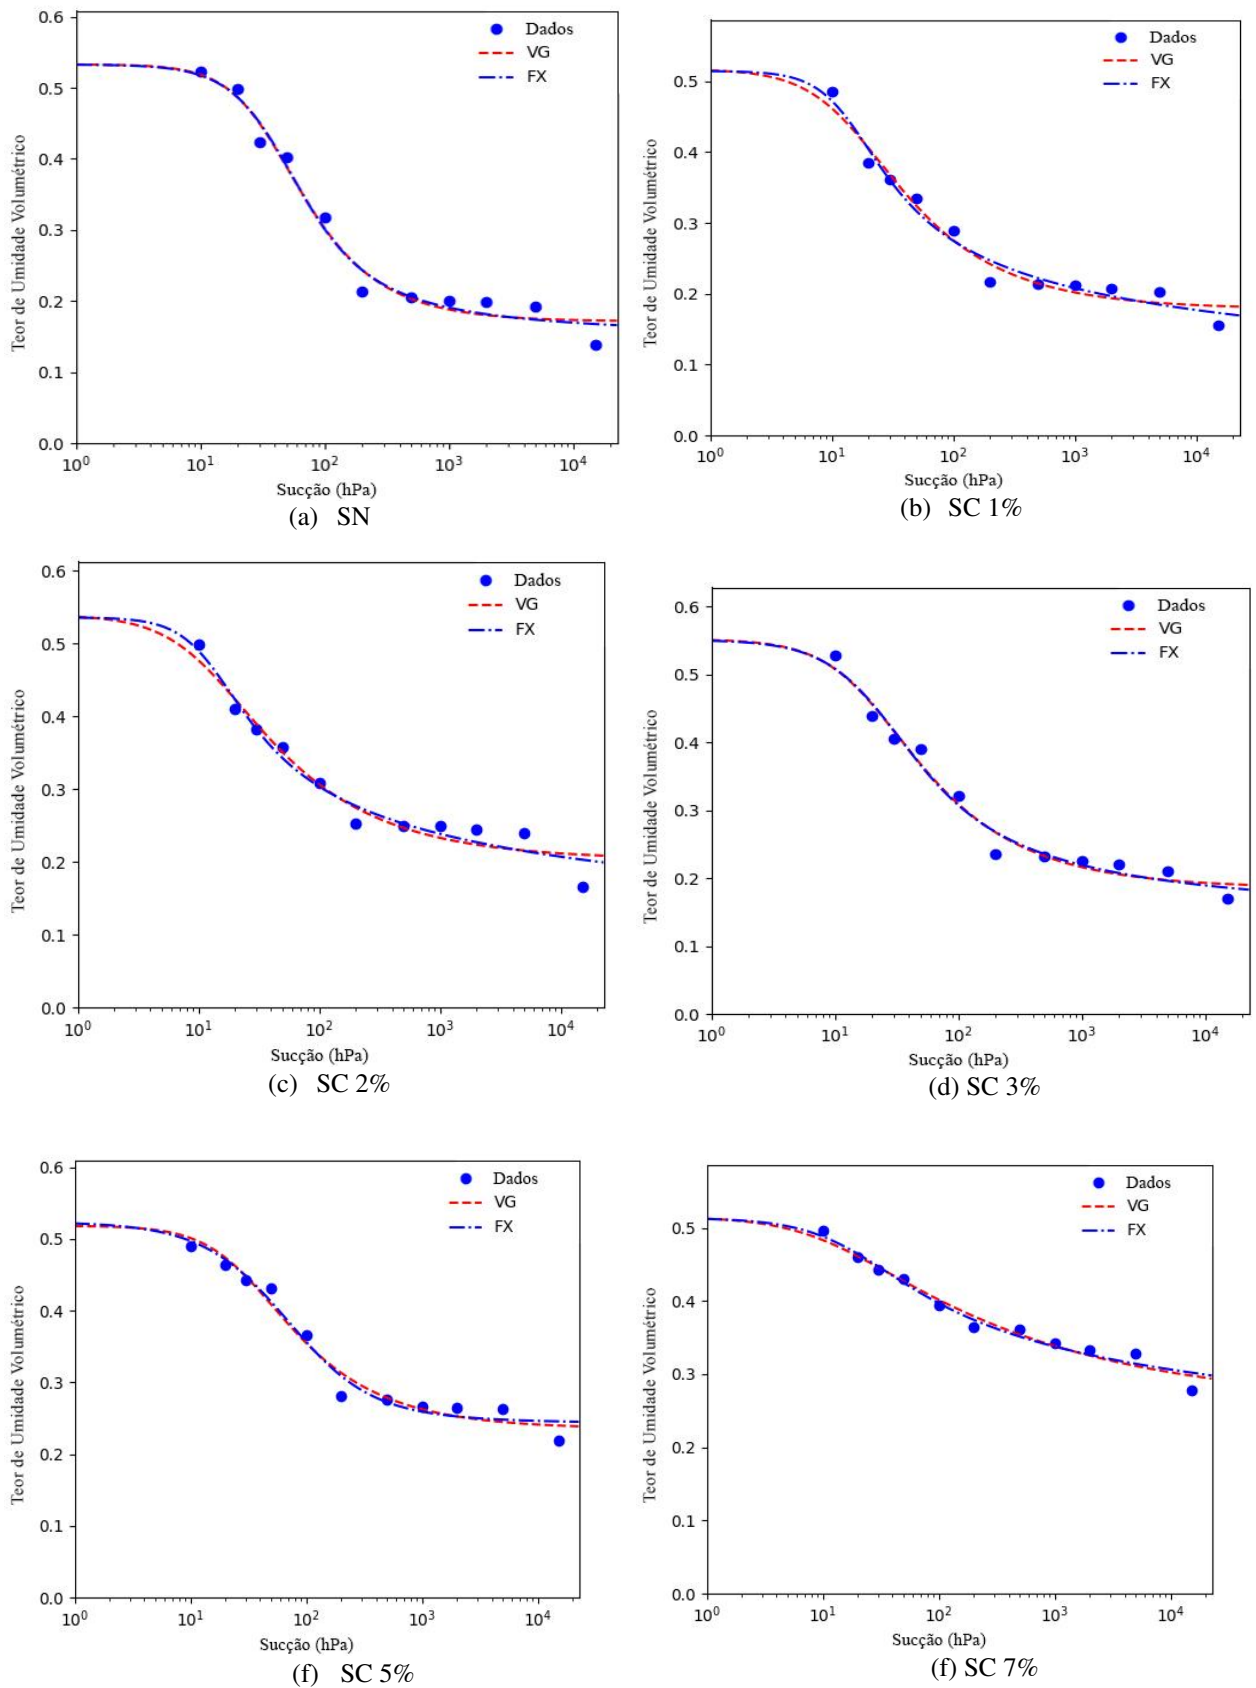 0.6
0.5
0.4
0.3
0.2
0.1
0.0
Teor de Umidade Volumétrico
Dados
VG
FX
10⁰ 10¹ 10² 10³ 10⁴
Sucção (hPa)
(a) SN
0.5
0.4
0.3
0.2
0.1
0.0
Teor de Umidade Volumétrico
Dados
VG
FX
10⁰ 10¹ 10² 10³ 10⁴
Sucção (hPa)
(b) SC 1%
0.6
0.5
0.4
0.3
0.2
0.1
0.0
Teor de Umidade Volumétrico
Dados
VG
FX
10⁰ 10¹ 10² 10³ 10⁴
Sucção (hPa)
(c) SC 2%
0.6
0.5
0.4
0.3
0.2
0.1
0.0
Teor de Umidade Volumétrico
Dados
VG
FX
10⁰ 10¹ 10² 10³ 10⁴
Sucção (hPa)
(d) SC 3%
0.6
0.5
0.4
0.3
0.2
0.1
0.0
Teor de Umidade Volumétrico
Dados
VG
FX
10⁰ 10¹ 10² 10³ 10⁴
Sucção (hPa)
(f) SC 5%
0.5
0.4
0.3
0.2
0.1
0.0
Teor de Umidade Volumétrico
Dados
VG
FX
10⁰ 10¹ 10² 10³ 10⁴
Sucção (hPa)
(f) SC 7%